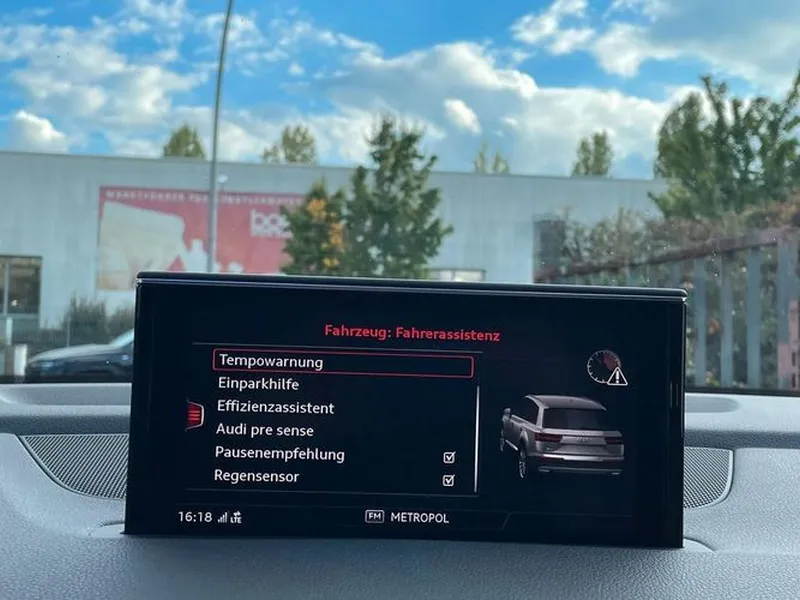 Fahrzeug: Fahrerassistenz
Tempowarnung
Einparkhilfe
Effizienzassistent
Audi pre sense
Pausenempfehlung
Regensensor
16:18 LTE
FM METROPOL